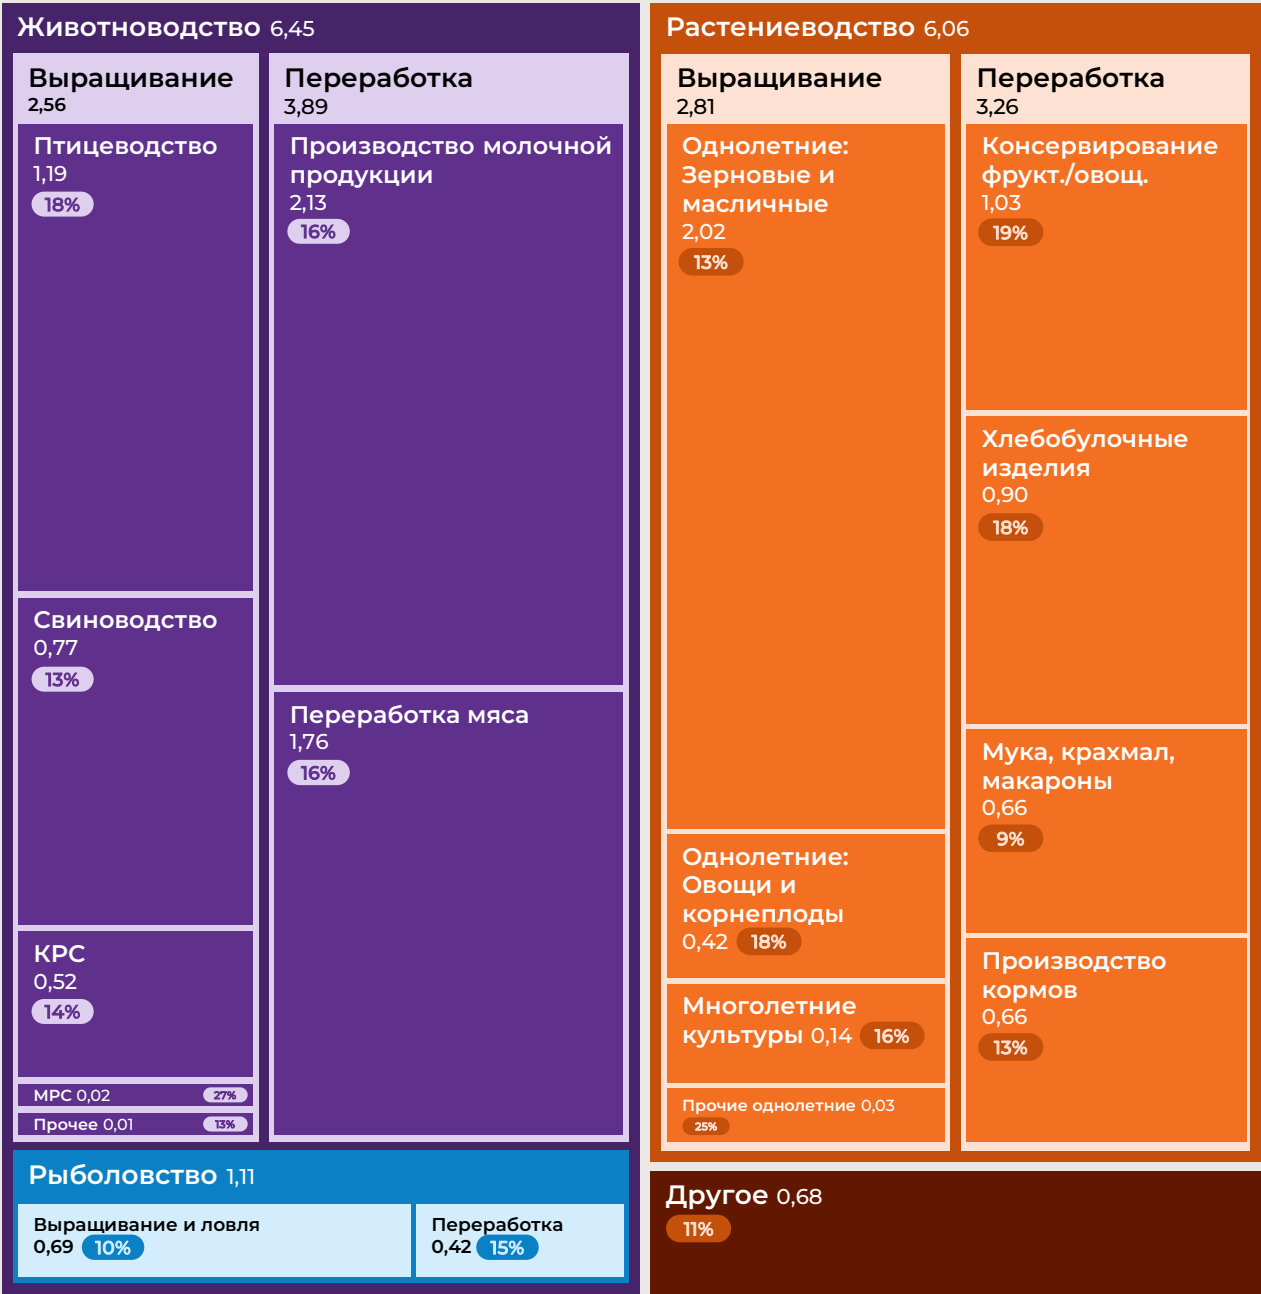 Животноводство 6,45
Выращивание
2,56
Птицеводство
1,19
18%
Свиноводство
0,77
13%
КРС
0,52
14%
МРС 0,02 27%
Прочее 0,01 13%
Переработка
3,89
Производство молочной
продукции
2,13
16%
Переработка мяса
1,76
16%
Рыболовство 1,11
Выращивание и ловля
0,69 10%
Переработка
0,42 15%
Растениеводство 6,06
Выращивание
2,81
Однолетние:
Зерновые и
масличные
2,02
13%
Однолетние:
Овощи и
корнеплоды
0,42 18%
Многолетние
культуры 0,14 16%
Прочие однолетние 0,03
25%
Переработка
3,26
Консервирование
фрукт./овощ.
1,03
19%
Хлебобулочные
изделия
0,90
18%
Мука, крахмал,
макароны
0,66
9%
Производство
кормов
0,66
13%
Другое 0,68
11%